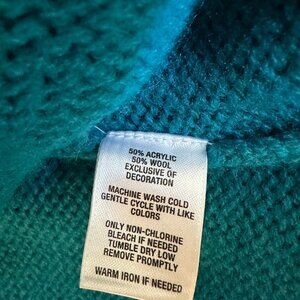 50% ACRYLIC
50% WOOL
EXCLUSIVE OF
DECORATION
MACHINE WASH COLD
GENTLE CYCLE WITH LIKE
COLORS
ONLY NON-CHLORINE
BLEACH IF NEEDED
TUMBLE DRY LOW
REMOVE PROMPTLY
WARM IRON IF NEEDED